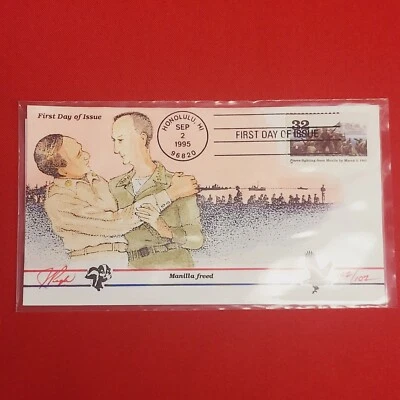 First Day of Issue
HONOLULU, HI
SEP
2
1995
96820
FIRST DAY OF ISSUE
32
Manilla freed